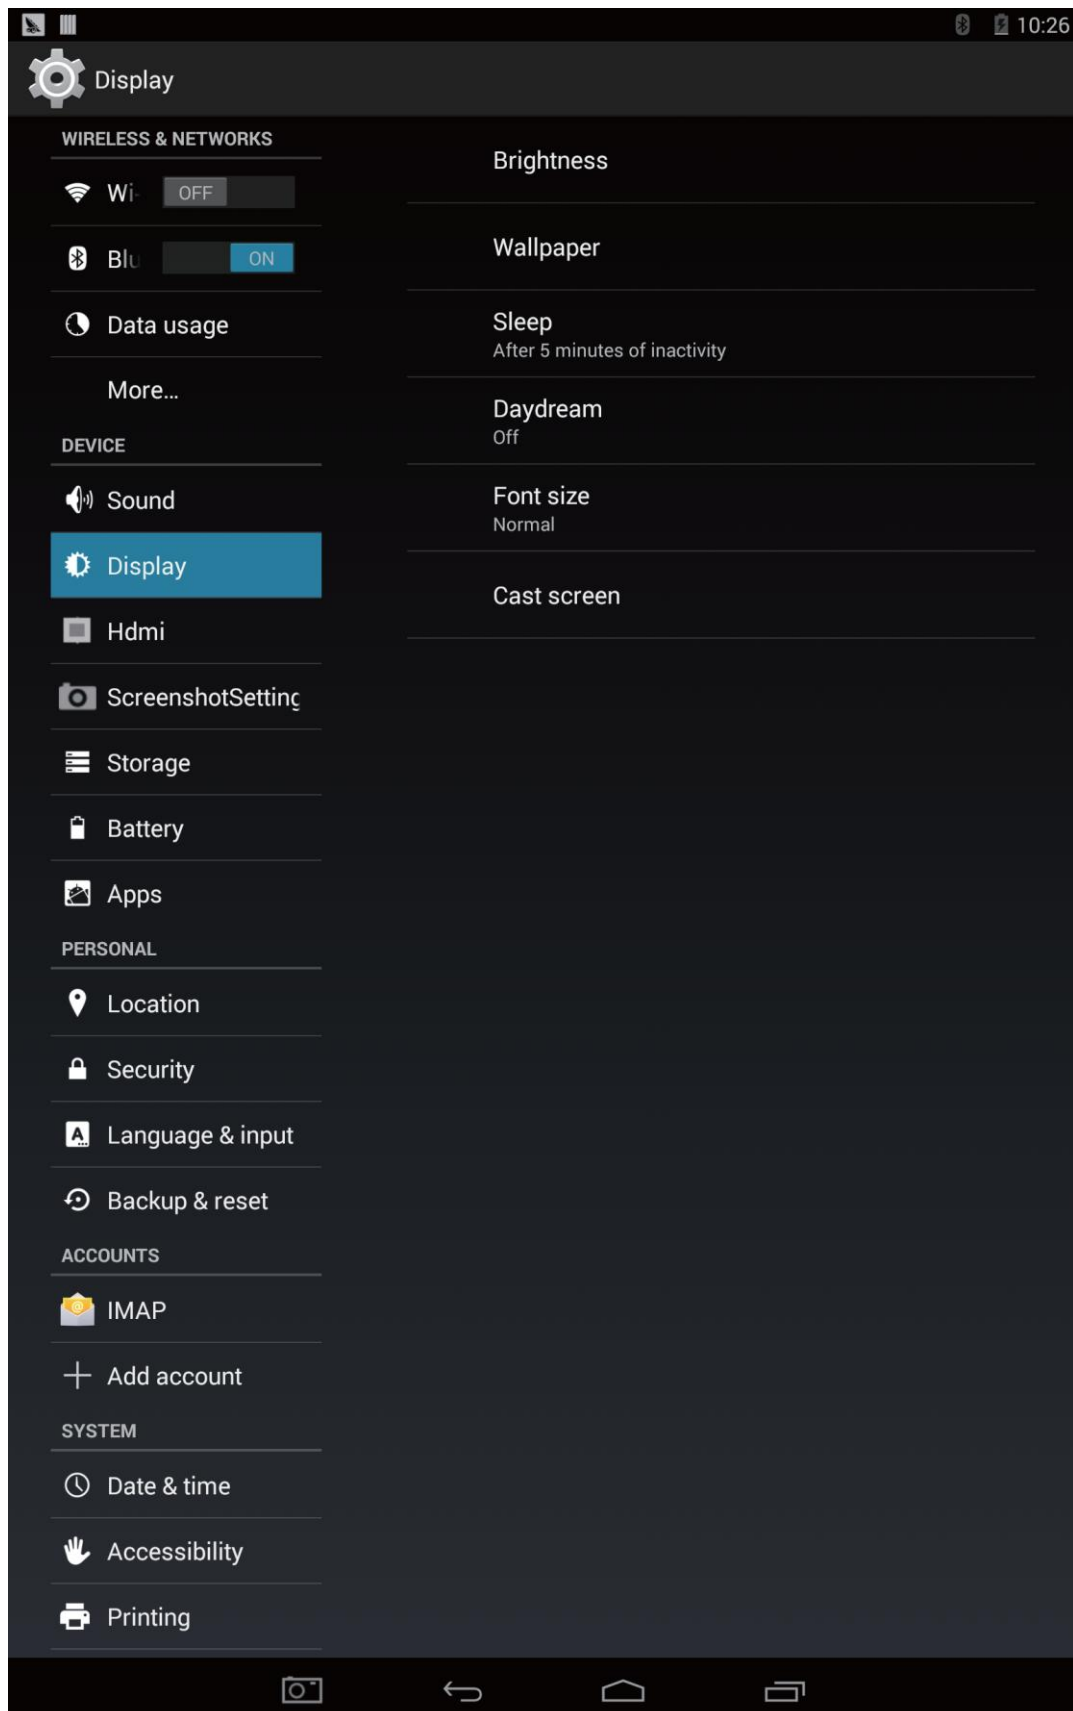 10:26
Display
WIRELESS & NETWORKS
Wi-
OFF
Blu
ON
Data usage
More...
DEVICE
Sound
Display
Hdmi
ScreenshotSetting
Storage
Battery
Apps
PERSONAL
Location
Security
Language & input
Backup & reset
ACCOUNTS
IMAP
Add account
SYSTEM
Date & time
Accessibility
Printing
Brightness
Wallpaper
Sleep
After 5 minutes of inactivity
Daydream
Off
Font size
Normal
Cast screen